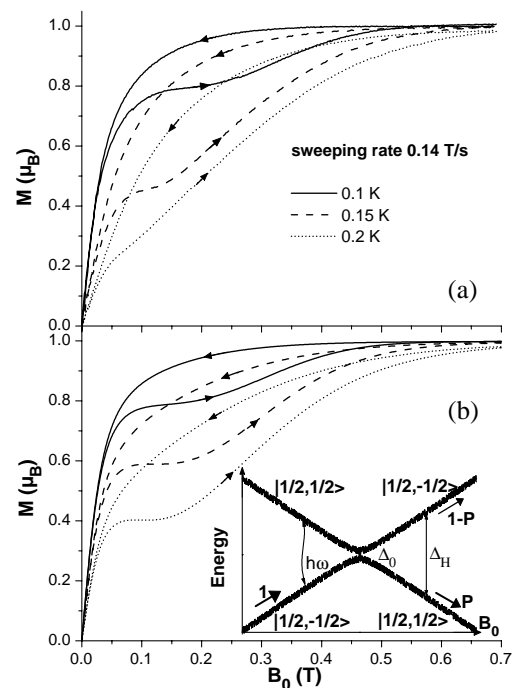 1.0
0.8
0.6
0.4
0.2
0.0
M (μB)
sweeping rate 0.14 T/s
0.1 K
0.15 K
0.2 K
(a)
1.0
0.8
0.6
0.4
0.2
0.0
M (μB)
(b)
|1/2,1/2> |1/2,-1/2>
1-P
Energy
hω
Δ0
ΔH
1
P
B0
|1/2,-1/2> |1/2,1/2>
0.0 0.1 0.2 0.3 0.4 0.5 0.6 0.7
B0 (T)